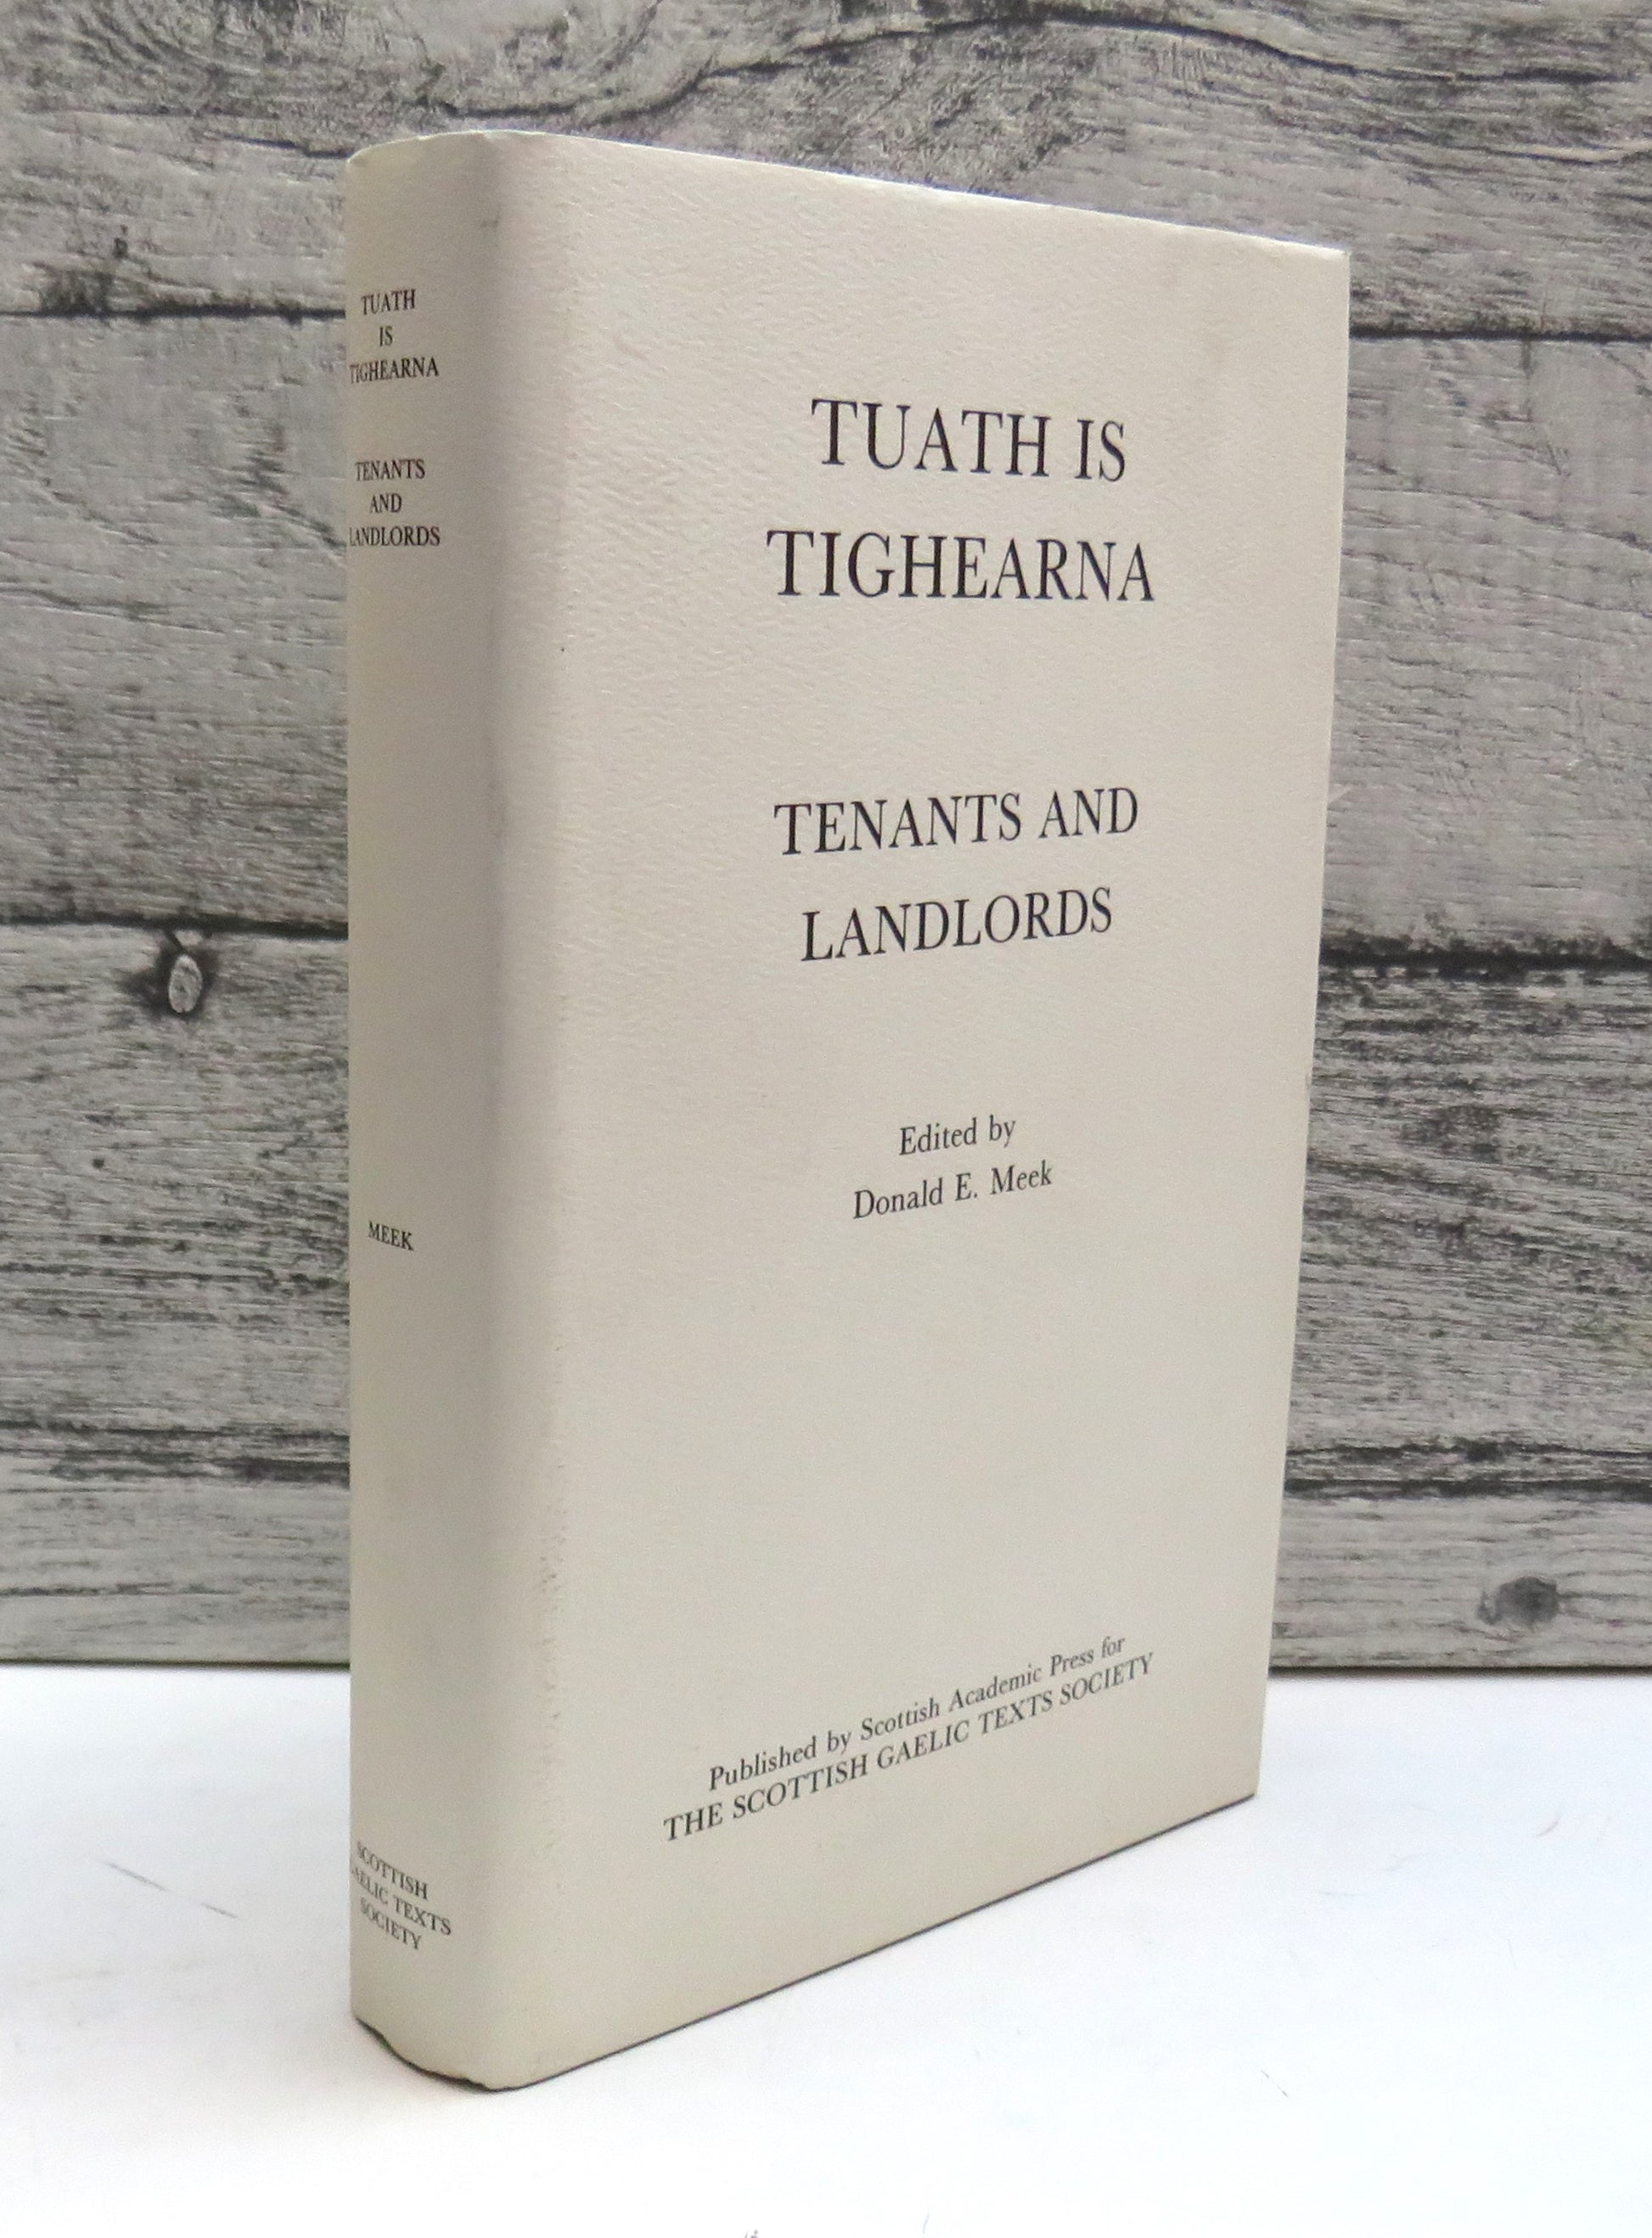 TUATH
IS
TIGHEARNA
TENANTS
AND
LANDLORDS
MEEK
SCOTTISH
GAELIC TEXTS
SOCIETY
TUATH IS
TIGHEARNA
TENANTS AND
LANDLORDS
Edited by
Donald E. Meek
Published by Scottish Academic Press for
THE SCOTTISH GAELIC TEXTS SOCIETY